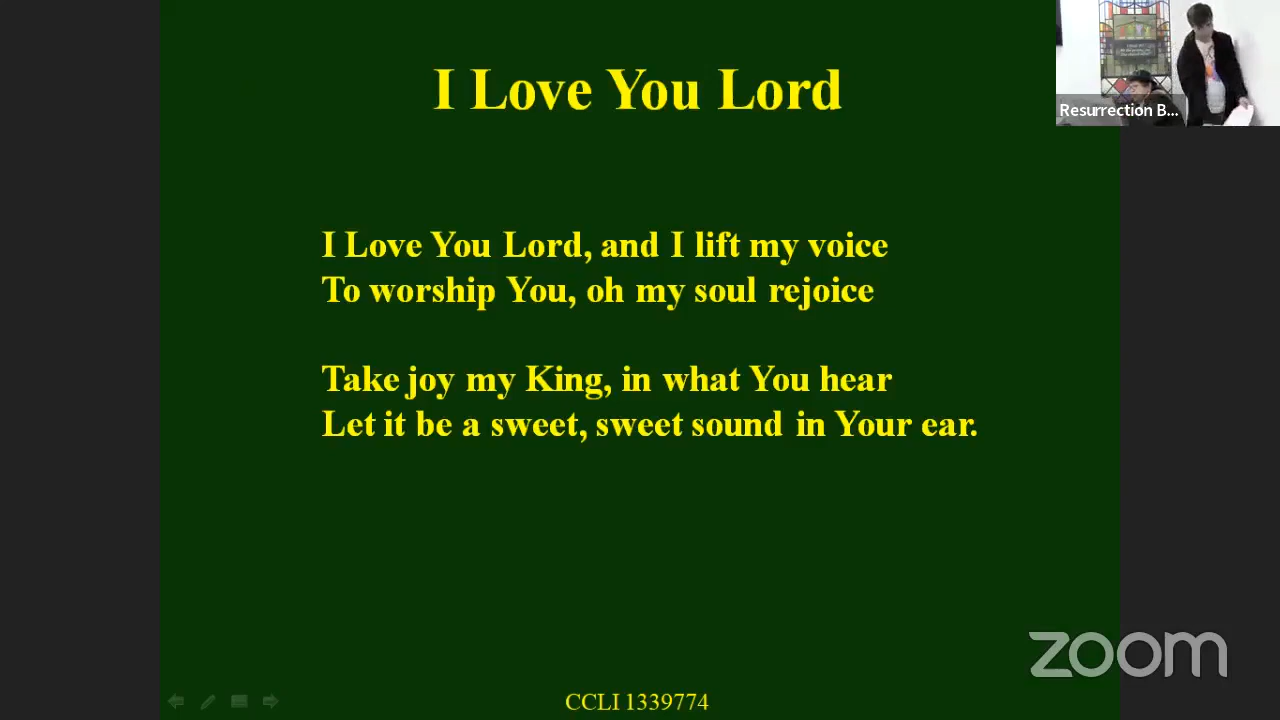 I Love You Lord
Resurrection B...
I Love You Lord, and I lift my voice
To worship You, oh my soul rejoice
Take joy my King, in what You hear
Let it be a sweet, sweet sound in Your ear.
zoom
CCLI 1339774